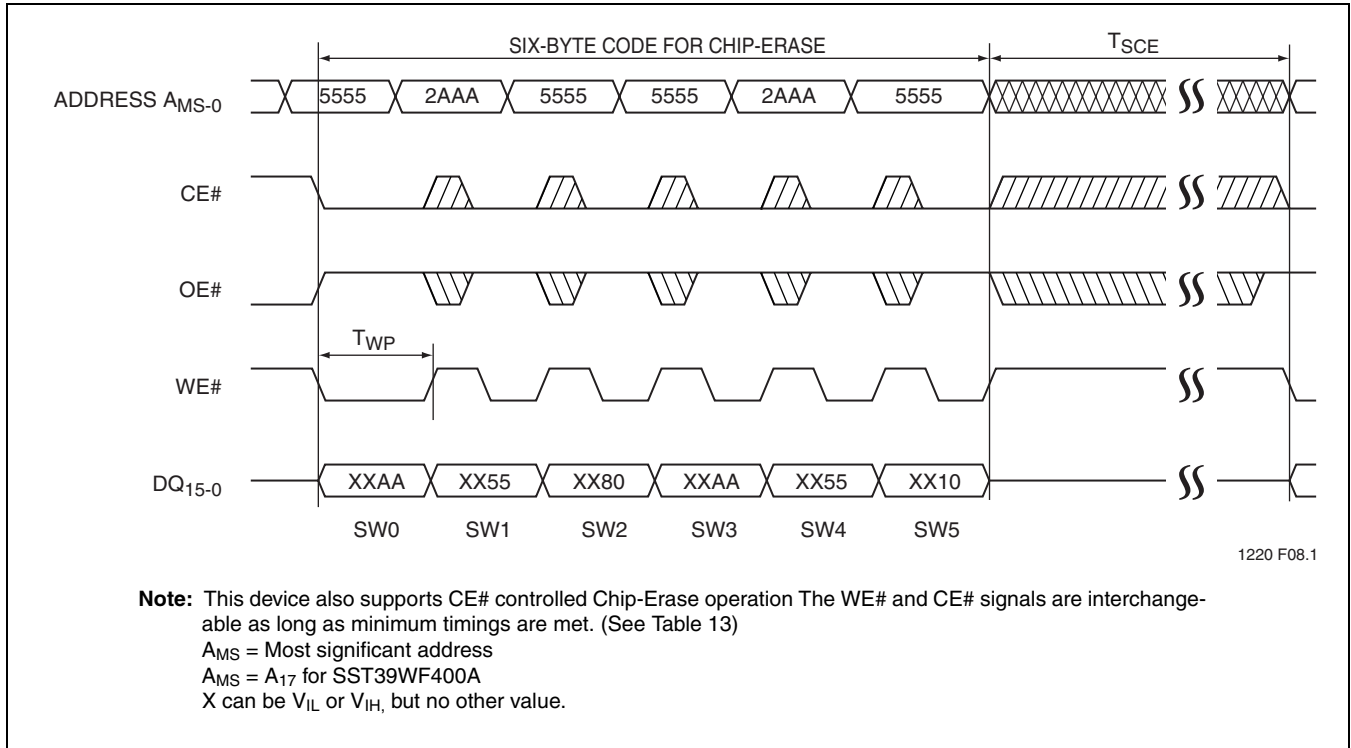 SIX-BYTE CODE FOR CHIP-ERASE TSCE
ADDRESS AMS-0 5555 2AAA 5555 5555 2AAA 5555
CE#
OE#
TWP
WE#
DQ15-0 XXAA XX55 XX80 XXAA XX55 XX10
SW0 SW1 SW2 SW3 SW4 SW5
1220 F08.1
Note: This device also supports CE# controlled Chip-Erase operation The WE# and CE# signals are interchange-
able as long as minimum timings are met. (See Table 13)
AMS = Most significant address
AMS = A17 for SST39WF400A
X can be VIL or VIH, but no other value.